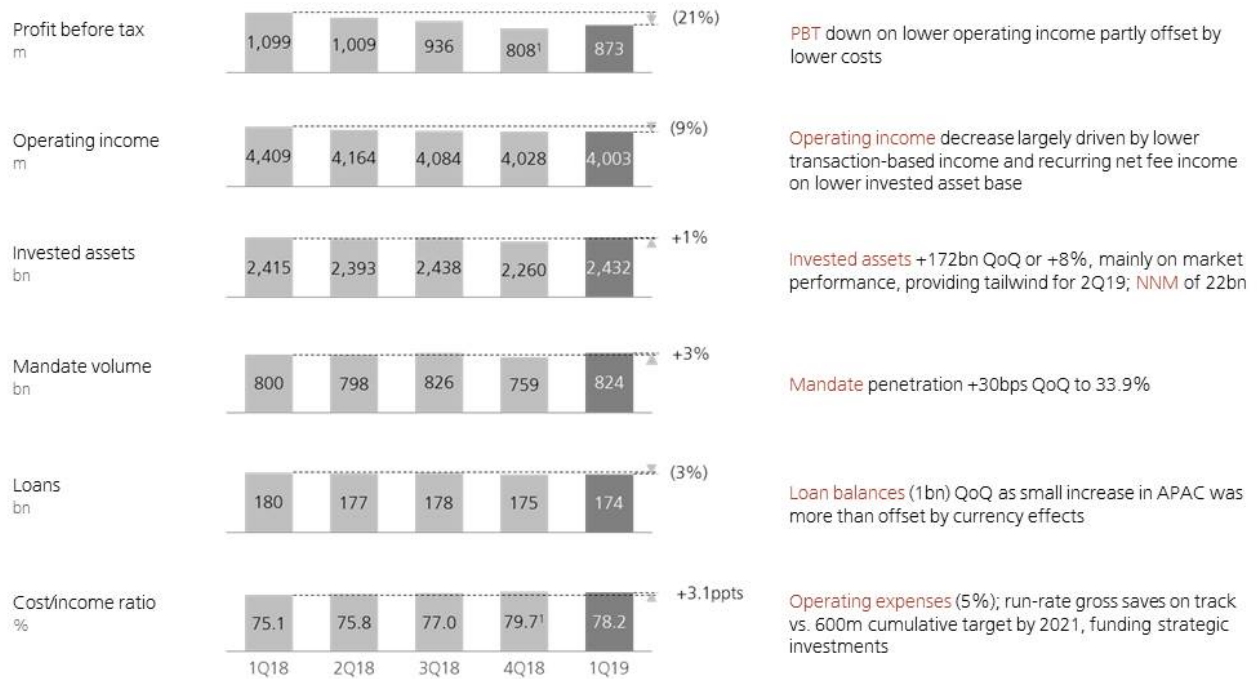 Profit before tax
m
1,099 1,009 936 808¹ 873
(21%)
PBT down on lower operating income partly offset by
lower costs
Operating income
m
4,409 4,164 4,084 4,028 4,003
(9%)
Operating income decrease largely driven by lower
transaction-based income and recurring net fee income
on lower invested asset base
Invested assets
bn
2,415 2,393 2,438 2,260 2,432
+1%
Invested assets +172bn QoQ or +8%, mainly on market
performance, providing tailwind for 2Q19; NNM of 22bn
Mandate volume
bn
800 798 826 759 824
+3%
Mandate penetration +30bps QoQ to 33.9%
Loans
bn
180 177 178 175 174
(3%)
Loan balances (1bn) QoQ as small increase in APAC was
more than offset by currency effects
Cost/income ratio
%
75.1 75.8 77.0 79.7¹ 78.2
+3.1ppts
Operating expenses (5%); run-rate gross saves on track
vs. 600m cumulative target by 2021, funding strategic
investments
1Q18 2Q18 3Q18 4Q18 1Q19